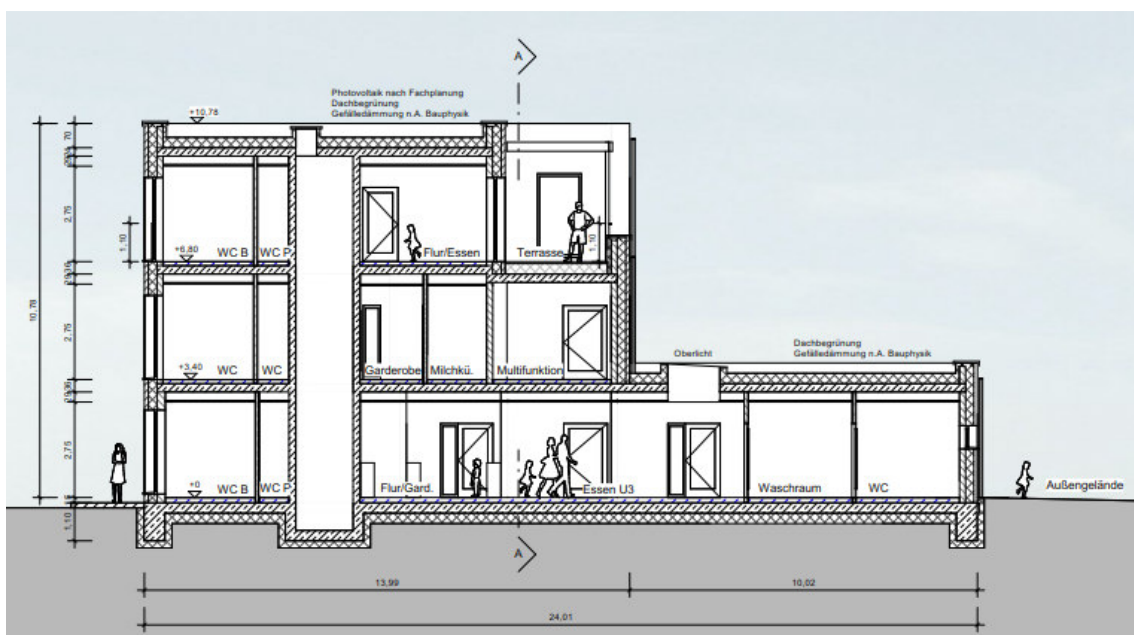 A
Photovoltaik nach Fachplanung
Dachbegrünung
Gefälledämmung n.A. Bauphysik
+10,78
70
2,75
1,10
1,10
+6,80
WC B
WC P
Flur/Essen
Terrasse
10,78
2,75
+3,40
WC
WC
Garderobe
Milchkü.
Multifunktion
Oberlicht
Dachbegrünung
Gefälledämmung n.A. Bauphysik
2,75
+0
WC B
WC P
Flur/Gard.
Essen U3
Waschraum
WC
Außengelände
1,10
A
13,99
10,02
24,01